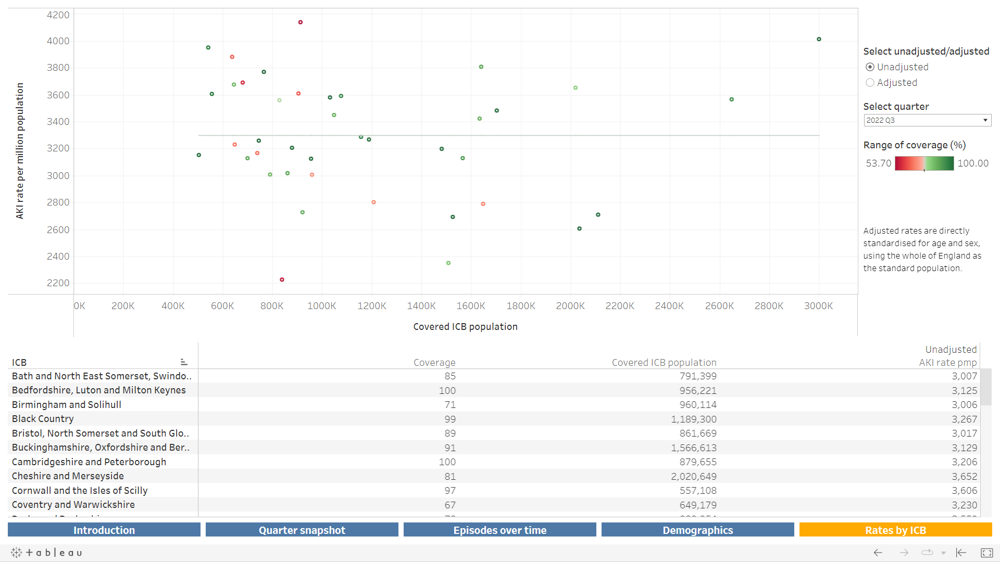 4200
4000
3800
3600
3400
3200
3000
2800
2600
2400
2200
AKI rate per million population
0K 200K 400K 600K 800K 1000K 1200K 1400K 1600K 1800K 2000K 2200K 2400K 2600K 2800K 3000K
Covered ICB population
Select unadjusted/adjusted
Unadjusted
Adjusted
Select quarter
2022 Q3
Range of coverage (%)
53.70 100.00
Adjusted rates are directly
standardised for age and sex,
using the whole of England as
the standard population.
Unadjusted
ICB Coverage Covered ICB population AKI rate pmp
Bath and North East Somerset, Swindo.. 85 791,399 3,007
Bedfordshire, Luton and Milton Keynes 100 956,221 3,125
Birmingham and Solihull 71 960,114 3,006
Black Country 99 1,189,300 3,267
Bristol, North Somerset and South Glo.. 89 861,669 3,017
Buckinghamshire, Oxfordshire and Ber.. 91 1,566,613 3,129
Cambridgeshire and Peterborough 100 879,655 3,206
Cheshire and Merseyside 81 2,020,649 3,652
Cornwall and the Isles of Scilly 97 557,108 3,606
Coventry and Warwickshire 67 649,179 3,230
Introduction Quarter snapshot Episodes over time Demographics Rates by ICB
+ableau